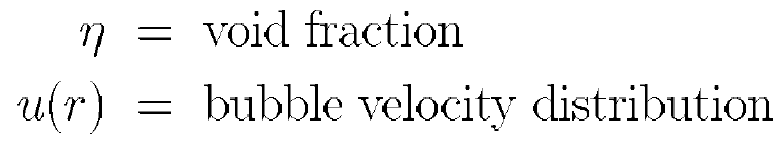 η = void fraction
u(r) = bubble velocity distribution